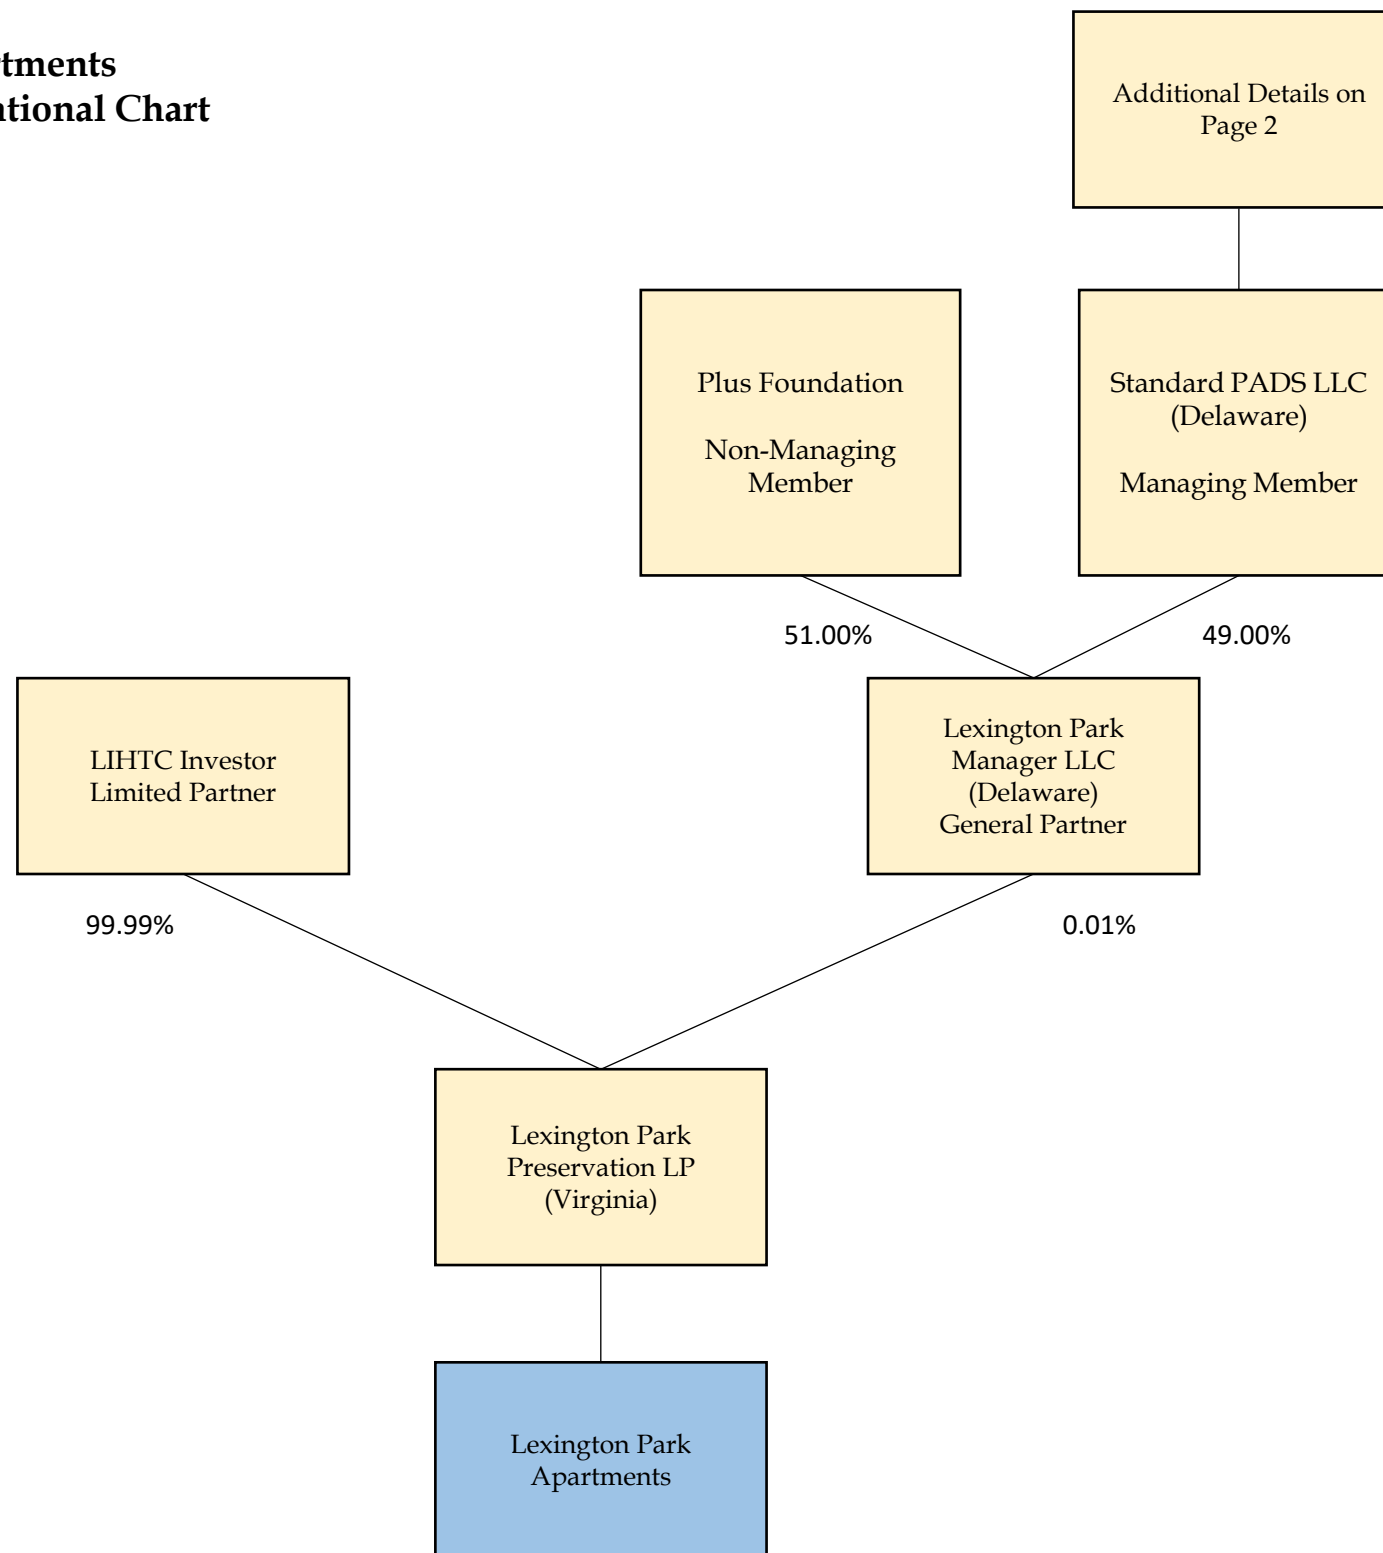 rtments
ational Chart
Additional Details on
Page 2
Plus Foundation
Non-Managing
Member
Standard PADS LLC
(Delaware)
Managing Member
51.00%
49.00%
LIHTC Investor
Limited Partner
Lexington Park
Manager LLC
(Delaware)
General Partner
99.99%
0.01%
Lexington Park
Preservation LP
(Virginia)
Lexington Park
Apartments